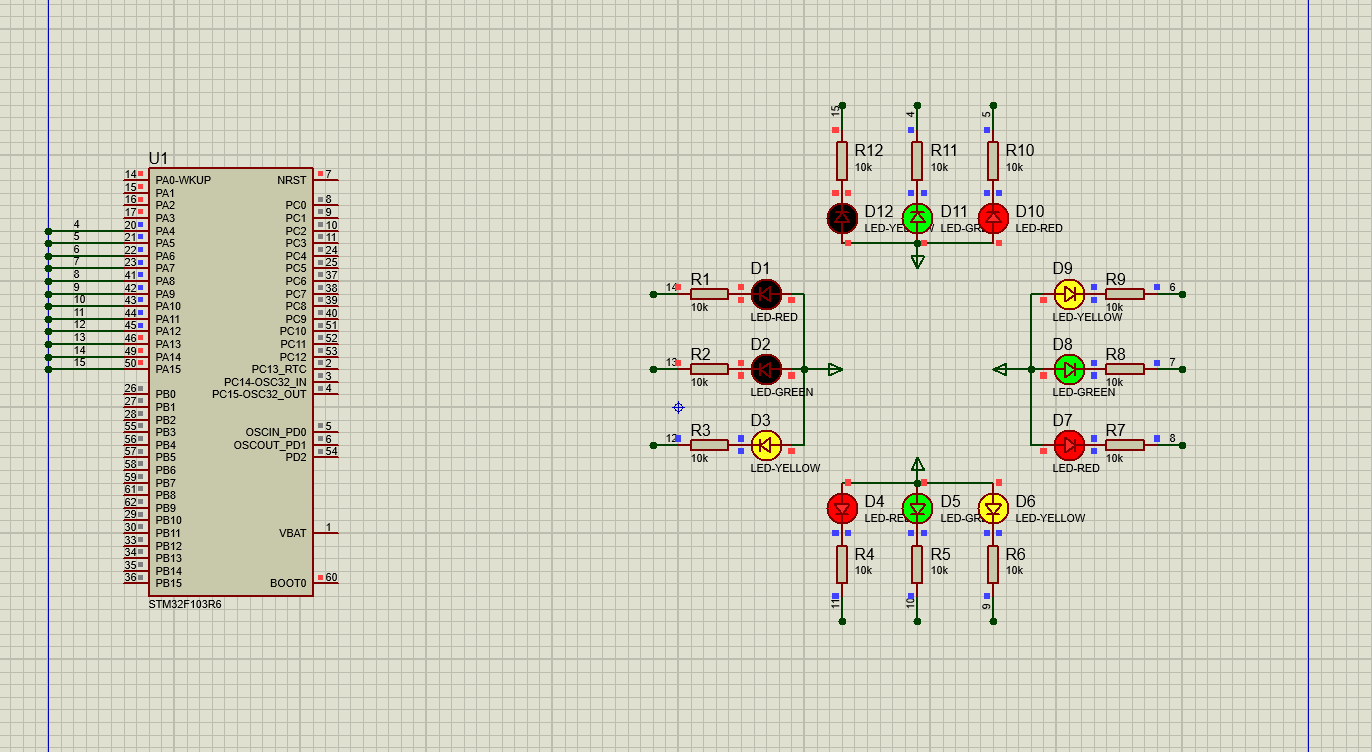 U1
14 PA0-WKUP NRST 7
15 PA1
16 PA2 PC0 8
17 PA3 PC1 9
4 20 PA4 PC2 10
5 21 PA5 PC3 11
6 22 PA6 PC4 24
7 23 PA7 PC5 25
8 41 PA8 PC6 37
9 42 PA9 PC7 38
10 43 PA10 PC8 39
11 44 PA11 PC9 40
12 45 PA12 PC10 51
13 46 PA13 PC11 52
14 49 PA14 PC12 53
15 50 PA15 PC13_RTC 2
PC14-OSC32_IN 3
26 PB0 PC15-OSC32_OUT 4
27 PB1
28 PB2
55 PB3 OSCIN_PD0 5
56 PB4 OSCOUT_PD1 6
57 PB5 PD2 54
58 PB6
59 PB7
61 PB8
62 PB9
29 PB10
30 PB11 VBAT 1
33 PB12
34 PB13
35 PB14
36 PB15 BOOT0 60
STM32F103R6
15 4 5
R12 R11 R10
10k 10k 10k
D12 D11 D10
LED-YELLOW LED-GR LED-RED
14 R1 D1
10k LED-RED
13 R2 D2
10k LED-GREEN
12 R3 D3
10k LED-YELLOW
D9 R9 6
LED-YELLOW 10k
D8 R8 7
LED-GREEN 10k
D7 R7 8
LED-RED 10k
D4 D5 D6
LED-RED LED-GR LED-YELLOW
R4 R5 R6
10k 10k 10k
11 10 9